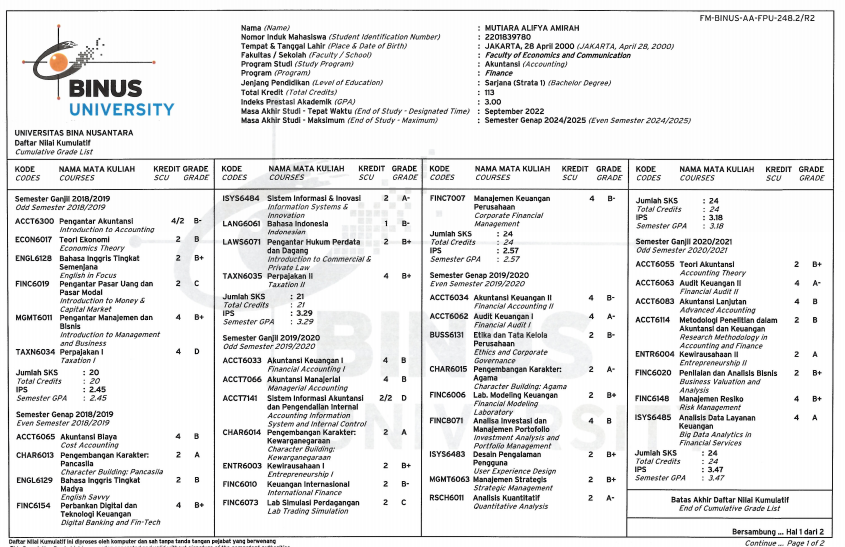 FM-BINUS-AA-FPU-248.2/R2
BINUS
UNIVERSITY
UNIVERSITAS BINA NUSANTARA
Daftar Nilai Kumulatif
Cumulative Grade List
Nama (Name) : MUTIARA ALIFYA AMIRAH
Nomor Induk Mahasiswa (Student Identification Number) : 2201839780
Tempat & Tanggal Lahir (Place & Date of Birth) : JAKARTA, 28 April 2000 (JAKARTA, April 28, 2000)
Fakultas / Sekolah (Faculty / School) : Faculty of Economics and Communication
Program Studi (Study Program) : Akuntansi (Accounting)
Program (Program) : Finance
Jenjang Pendidikan (Level of Education) : Sarjana (Strata 1) (Bachelor Degree)
Total Kredit (Total Credits) : 113
Indeks Prestasi Akademik (GPA) : 3.00
Masa Akhir Studi - Tepat Waktu (End of Study - Designated Time) : September 2022
Masa Akhir Studi - Maksimum (End of Study - Maximum) : Semester Genap 2024/2025 (Even Semester 2024/2025)
KODE NAMA MATA KULIAH KREDIT GRADE
CODES COURSES SCU GRADE
Semester Ganjil 2018/2019
Odd Semester 2018/2019
ACCT6300 Pengantar Akuntansi 4/2 B-
Introduction to Accounting
ECON6017 Teori Ekonomi 2 B
Economics Theory
ENGL6128 Bahasa Inggris Tingkat 2 B+
Semenjana
English in Focus
FINC6019 Pengantar Pasar Uang dan 2 C
Pasar Modal
Introduction to Money &
Capital Market
MGMT6011 Pengantar Manajemen dan 4 B+
Bisnis
Introduction to Management
and Business
TAXN6034 Perpajakan I 4 D
Taxation I
Jumlah SKS : 20
Total Credits : 20
IPS : 2.45
Semester GPA : 2.45
Semester Genap 2018/2019
Even Semester 2018/2019
ACCT6065 Akuntansi Biaya 4 B
Cost Accounting
CHAR6013 Pengembangan Karakter: 2 A
Pancasila
Character Building: Pancasila
ENGL6129 Bahasa Inggris Tingkat 2 B
Madya
English Savvy
FINC6154 Perbankan Digital dan 4 B+
Teknologi Keuangan
Digital Banking and Fin-Tech
KODE NAMA MATA KULIAH KREDIT GRADE
CODES COURSES SCU GRADE
ISYS6484 Sistem Informasi & Inovasi 2 A-
Information Systems &
Innovation
LANG6061 Bahasa Indonesia 1 B-
Indonesian
LAWS6071 Pengantar Hukum Perdata 2 B+
dan Dagang
Introduction to Commercial &
Private Law
TAXN6035 Perpajakan II 4 B+
Taxation II
Jumlah SKS : 21
Total Credits : 21
IPS : 3.29
Semester GPA : 3.29
Semester Ganjil 2019/2020
Odd Semester 2019/2020
ACCT6033 Akuntansi Keuangan I 4 B
Financial Accounting I
ACCT7066 Akuntansi Manajerial 4 B
Managerial Accounting
ACCT7141 Sistem Informasi Akuntansi 2/2 D
dan Pengendalian Internal
Accounting Information
System and Internal Control
CHAR6014 Pengembangan Karakter: 2 A
Kewarganegaraan
Character Building:
Kewarganegaraan
ENTR6003 Kewirausahaan I 2 B+
Entrepreneurship I
FINC6010 Keuangan Internasional 2 B-
International Finance
FINC6073 Lab Simulasi Perdagangan 2 C
Lab Trading Simulation
KODE NAMA MATA KULIAH KREDIT GRADE
CODES COURSES SCU GRADE
FINC7007 Manajemen Keuangan 4 B-
Perusahaan
Corporate Financial
Management
Jumlah SKS : 24
Total Credits : 24
IPS : 2.57
Semester GPA : 2.57
Semester Genap 2019/2020
Even Semester 2019/2020
ACCT6034 Akuntansi Keuangan II 4 B-
Financial Accounting II
ACCT6062 Audit Keuangan I 4 A-
Financial Audit I
BUSS6131 Etika dan Tata Kelola 2 B-
Perusahaan
Ethics and Corporate
Governance
CHAR6015 Pengembangan Karakter: 2 A-
Agama
Character Building: Agama
FINC6006 Lab. Modeling Keuangan 2 B+
Financial Modeling
Laboratory
FINC8071 Analisa Investasi dan 4 B
Manajemen Portofolio
Investment Analysis and
Portfolio Management
ISYS6483 Desain Pengalaman 2 B+
Pengguna
User Experience Design
MGMT6063 Manajemen Strategis 2 B+
Strategic Management
RSCH6011 Analisis Kuantitatif 2 A-
Quantitative Analysis
KODE NAMA MATA KULIAH KREDIT GRADE
CODES COURSES SCU GRADE
Jumlah SKS : 24
Total Credits : 24
IPS : 3.18
Semester GPA : 3.18
Semester Ganjil 2020/2021
Odd Semester 2020/2021
ACCT6055 Teori Akuntansi 2 B+
Accounting Theory
ACCT6063 Audit Keuangan II 4 A-
Financial Audit II
ACCT6083 Akuntansi Lanjutan 4 B
Advanced Accounting
ACCT6114 Metodologi Penelitian dalam 2 B
Akuntansi dan Keuangan
Research Methodology in
Accounting and Finance
ENTR6004 Kewirausahaan II 2 A
Entrepreneurship II
FINC6020 Penilaian dan Analisis Bisnis 2 B+
Business Valuation and
Analysis
FINC6148 Manajemen Resiko 4 B+
Risk Management
ISYS6485 Analisis Data Layanan 4 A
Keuangan
Big Data Analytics in
Financial Services
Jumlah SKS : 24
Total Credits : 24
IPS : 3.47
Semester GPA : 3.47
Batas Akhir Daftar Nilai Kumulatif
End of Cumulative Grade List
Bersambung ... Hal 1 dari 2
Continue ... Page 1 of 2
Daftar Nilai Kumulatif ini diproses oleh komputer dan sah tanpa tanda tangan pejabat yang berwenang